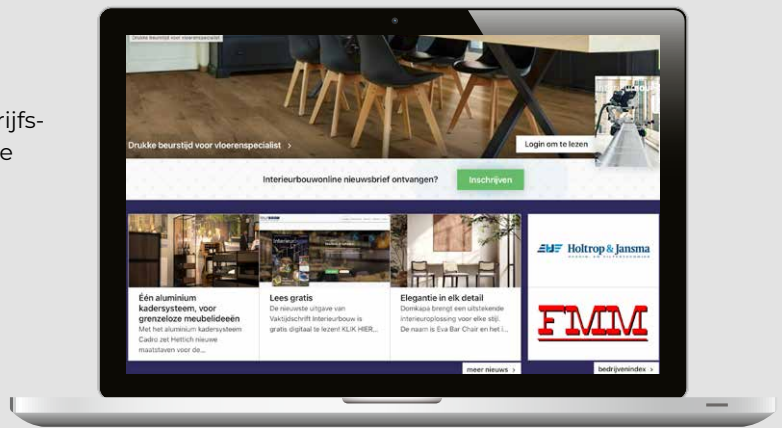 rijfs-
e
Drukke beurstijd voor vloerenspecialist
Drukke beurstijd voor vloerenspecialist >
Login om te lezen
Interieurbouwonline nieuwsbrief ontvangen?
Inschrijven
Één aluminium
kadersysteem, voor
grenzeloze meubelideeën
Met het aluminium kadersysteem
Cadro zet Hettich nieuwe
maatstaven voor de...
Lees gratis
De nieuwste uitgave van
Vaktijdschrift Interieurbouw is
gratis digitaal te lezen! KLIK HIER...
Elegantie in elk detail
Domkapa brengt een uitstekende
interieuroplossing voor elke stijl.
De naam is Eva Bar Chair en het i...
Holtrop & Jansma
FMM
meer nieuws >
bedrijvenindex >